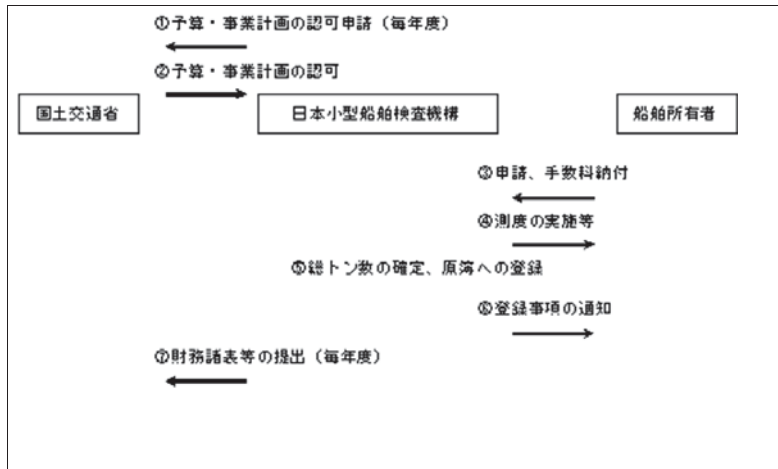 ①予算・事業計画の認可申請（毎年度）
②予算・事業計画の認可
国土交通省
日本小型船舶検査機構
船舶所有者
③申請、手数料納付
④測度の実施等
⑤総トン数の確定、原簿への登録
⑥登録事項の通知
⑦財務諸表等の提出（毎年度）